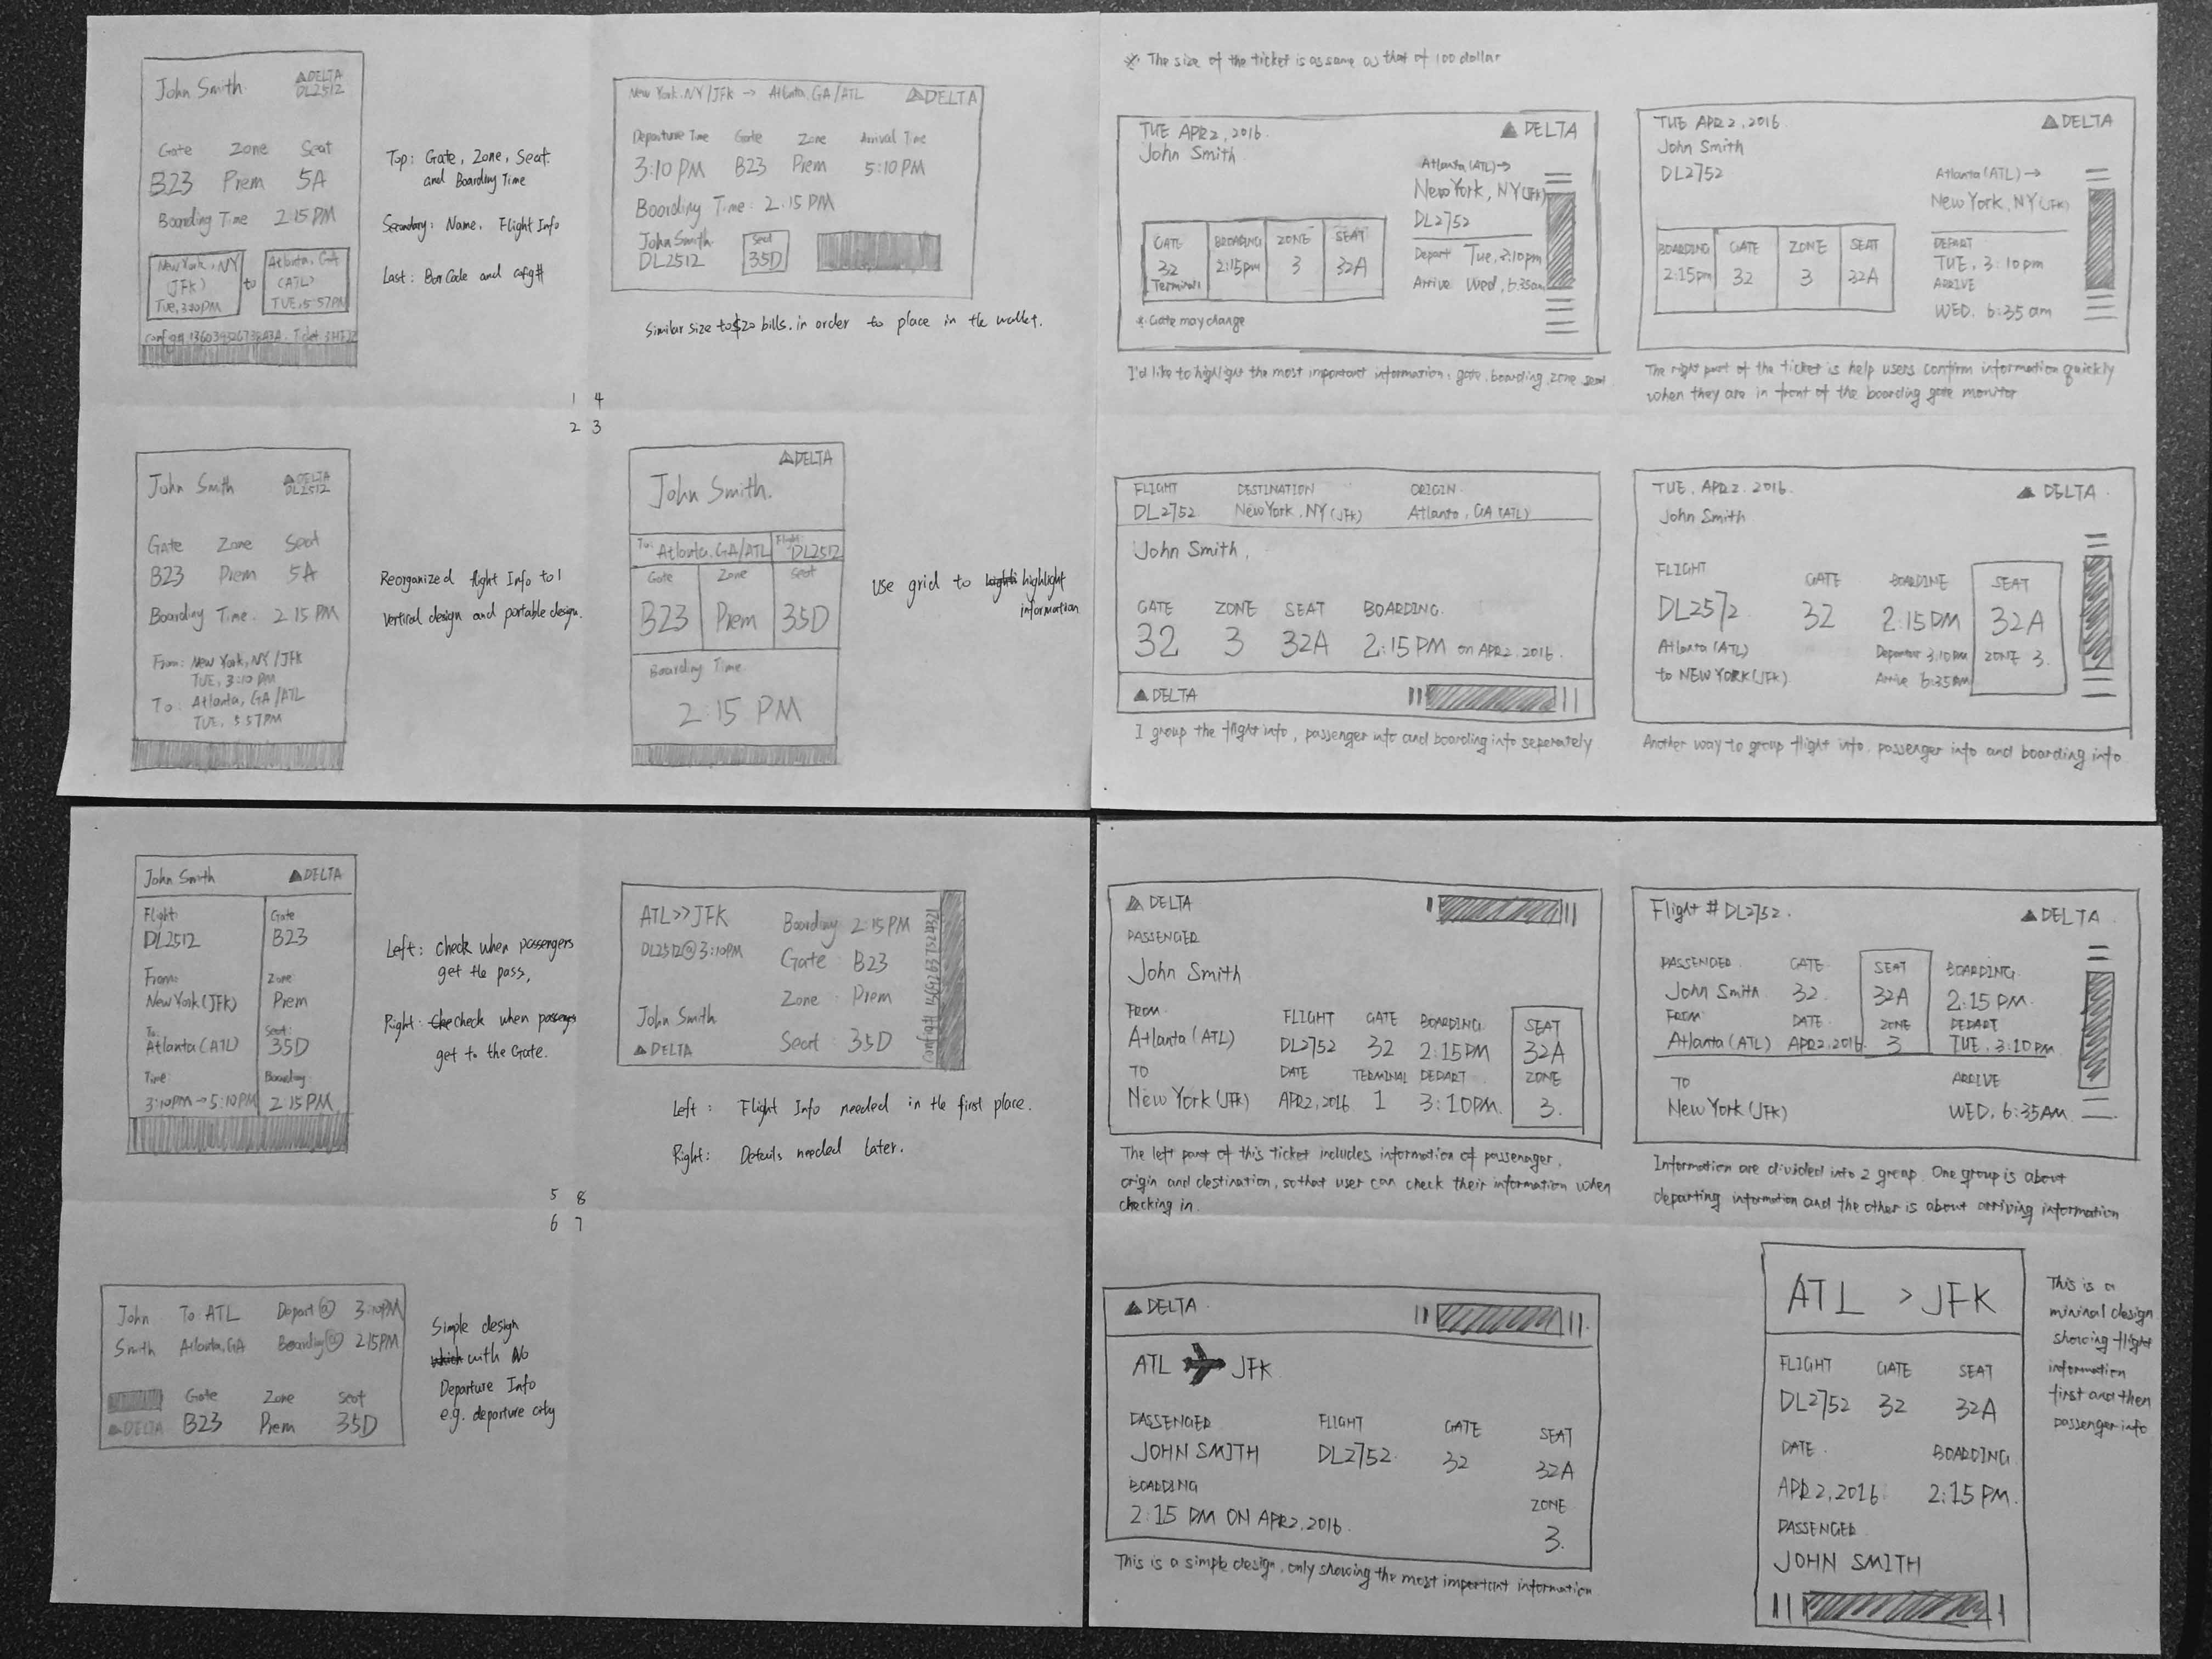 John Smith.
DELTA
DL2512
Gate Zone Seat
B23 Prem 5A
Boarding Time 2:15 PM
New York, NY
(JFK)
to
Atlanta, GA
(ATL)
TUE, 5:57PM
Top: Gate, Zone, Seat.
and Boarding Time
Secondary: Name, Flight Info
Last: Bar Code and cofg#
New York, NY/JFK → Atlanta, GA/ATL DELTA
Departure Time Gate Zone Arrival Time
3:10 PM B23 Prem 5:10 PM
Boarding Time: 2:15 PM
John Smith
DL2512
Seat
35D
Similar size to $20 bills. in order to place in the wallet.
1 4
2 3
John Smith
DELTA
DL2512
Gate Zone Seat
B23 Prem 5A
Boarding Time. 2:15 PM
From: New York, NY/JFK
TUE, 3:10 PM
To: Atlanta, GA/ATL
TUE, 5:57PM
Reorganized flight Info to
vertical design and portable design.
DELTA
John Smith.
To: Atlanta, GA/ATL Flight: DL2512
Gate Zone Seat
B23 Prem 35D
Boarding Time
2:15 PM
Use grid to highlight
information
※ The size of the ticket is as same as that of 100 dollar
TUE APR 2, 2016.
John Smith
DELTA
Atlanta (ATL) →
New York, NY (JFK)
DL2752
Depart Tue, 3:10pm
Arrive Wed, 6:35am
GATE BOARDING ZONE SEAT
32 2:15pm 3 32A
Terminal 1
※ Gate may change
I'd like to highlight the most important information: gate, boarding, zone, seat
TUE APR 2, 2016.
John Smith
DL2752
DELTA
Atlanta (ATL) →
New York, NY (JFK)
DEPART
TUE, 3:10pm
ARRIVE
WED. 6:35am
BOARDING GATE ZONE SEAT
2:15pm 32 3 32A
The right part of the ticket is help users confirm information quickly
when they are in front of the boarding gate monitor
FLIGHT DESTINATION ORIGIN
DL2752 New York, NY (JFK) Atlanta, GA (ATL)
John Smith.
GATE ZONE SEAT BOARDING.
32 3 32A 2:15 PM on APR 2, 2016.
DELTA
I group the flight info, passenger info and boarding info seperately
TUE. APR 2. 2016.
John Smith
DELTA
FLIGHT GATE BOARDING SEAT
DL2572 32 2:15PM 32A
Atlanta (ATL) Departer 3:10PM ZONE 3.
to NEW YORK (JFK) Arrive 6:35AM
Another way to group flight info, passenger info and boarding info
John Smith DELTA
Flight: Gate
DL2512 B23
From: Zone
New York (JFK) Prem
To: Seat:
Atlanta (ATL) 35D
Time: Boarding
3:10PM → 5:10PM 2:15 PM
Left: Check when passengers
get the pass,
Right: check when passengers
get to the Gate.
ATL>>JFK
DL2512@3:10PM
John Smith
DELTA
Boarding: 2:15 PM
Gate: B23
Zone: Prem
Seat: 35D
Left: Flight Info needed in the first place.
Right: Details needed later.
5 8
6 7
John To ATL Depart@ 3:10PM
Smith Atlanta, GA Boarding@ 2:15PM
Gate Zone Seat
DELTA B23 Prem 35D
Simple design
which with No
Departure Info
e.g. departure city
DELTA
PASSENGER
John Smith
FROM FLIGHT GATE BOARDING SEAT
Atlanta (ATL) DL2752 32 2:15PM 32A
TO DATE TERMINAL DEPART ZONE
New York (JFK) APR 2, 2016 1 3:10PM. 3.
The left part of this ticket includes information of passenager,
origin and destination, so that user can check their information when
checking in.
Flight # DL2752. DELTA
PASSENGER GATE SEAT BOARDING
John Smith 32 32A 2:15 PM.
FROM DATE ZONE DEPART
Atlanta (ATL) APR 2, 2016. 3 TUE, 3:10PM.
TO ARRIVE
New York (JFK) WED, 6:35AM.
Information are divided into 2 group. One group is about
departing information and the other is about arriving information
DELTA
ATL JFK
PASSENGER FLIGHT GATE SEAT
JOHN SMITH DL2752 32 32A
BOARDING ZONE
2:15 PM ON APR 2, 2016. 3.
This is a simple design, only showing the most important information
ATL > JFK
FLIGHT GATE SEAT
DL2752 32 32A
DATE BOARDING
APR 2, 2016 2:15 PM.
PASSENGER
JOHN SMITH
This is a
minimal design
showing flight
information
first and then
passenger info